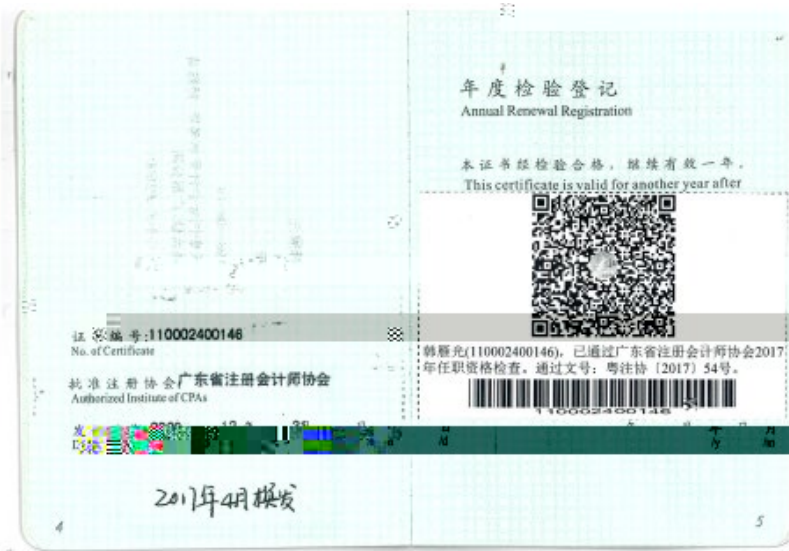 证书编号:110002400146
No. of Certificate
批准注册协会广东省注册会计师协会
Authorized Institute of CPAs
2017年4月换发
4
年度检验登记
Annual Renewal Registration
本证书经检验合格，继续有效一年。
This certificate is valid for another year after
韩雁光(110002400146)，已通过广东省注册会计师协会2017
年任职资格检查。通过文号：粤注协〔2017〕54号。
110002400146
/d
/y
/m
5